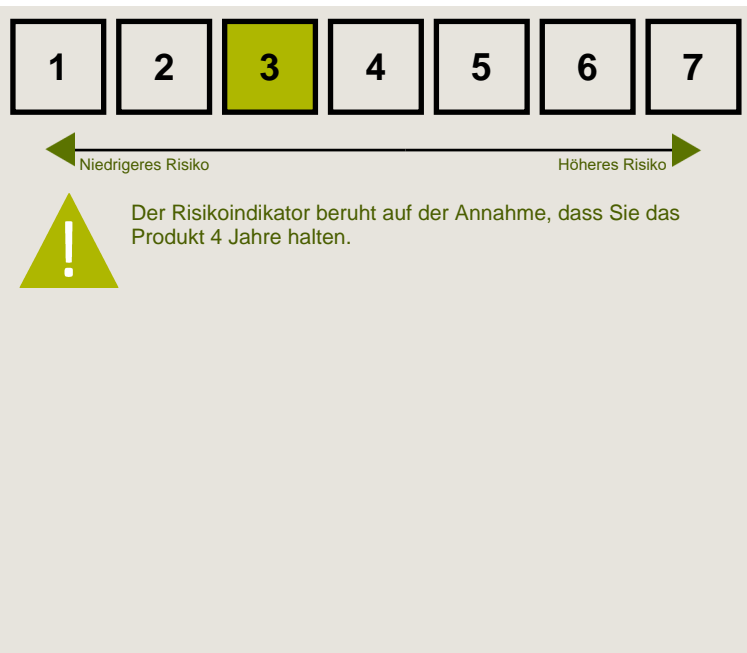 1 2 3 4 5 6 7
Niedrigeres Risiko Höheres Risiko
! Der Risikoindikator beruht auf der Annahme, dass Sie das
Produkt 4 Jahre halten.